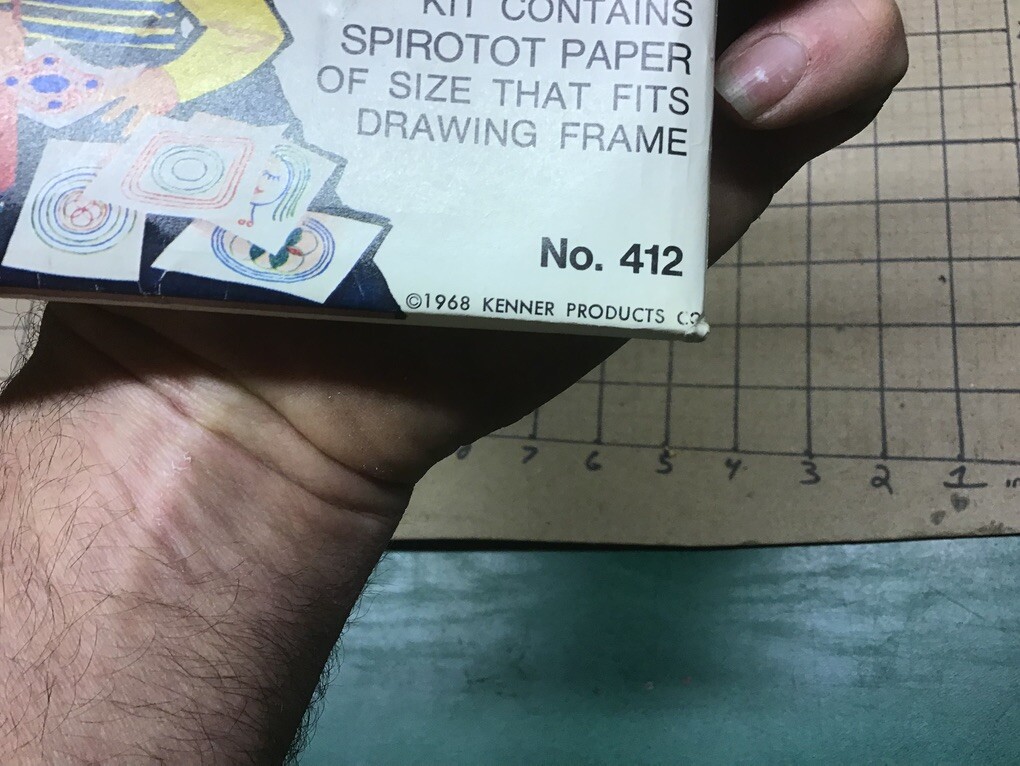 KIT CONTAINS
SPIROTOT PAPER
OF SIZE THAT FITS
DRAWING FRAME
No. 412
©1968 KENNER PRODUCTS
7 6 5 4 3 2 1